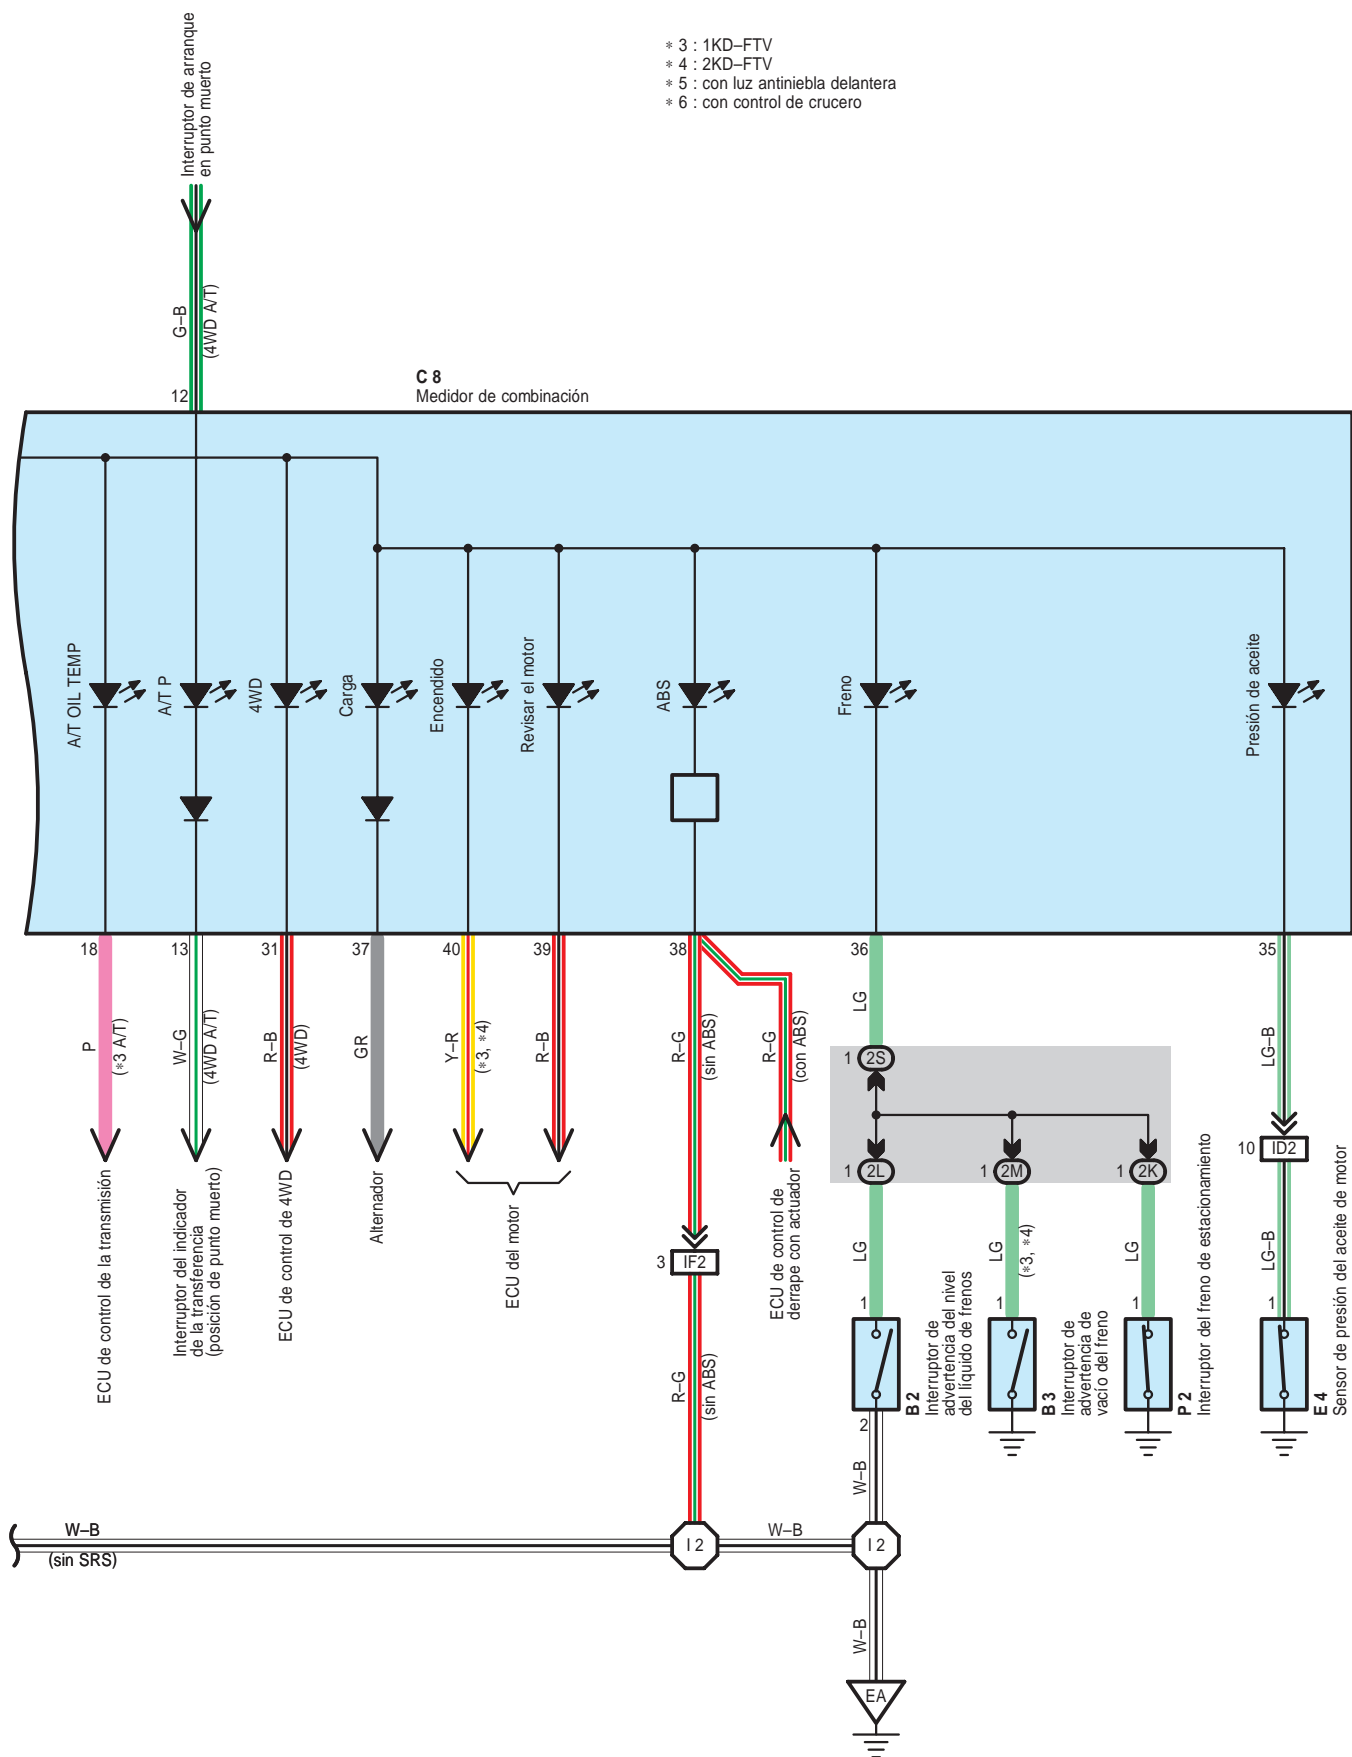 ∗ 3 : 1KD–FTV
∗ 4 : 2KD–FTV
∗ 5 : con luz antiniebla delantera
∗ 6 : con control de crucero
Interruptor de arranque
en punto muerto
G–B
(4WD A/T)
12
C 8
Medidor de combinación
A/T OIL TEMP
A/T P
4WD
Carga
Encendido
Revisar el motor
ABS
Freno
Presión de aceite
18
13
31
37
40
39
38
36
35
P
(∗3 A/T)
W–G
(4WD A/T)
R–B
(4WD)
GR
Y–R
(∗3, ∗4)
R–B
R–G
(sin ABS)
R–G
(con ABS)
LG
LG–B
1
2S
1
2L
1
2M
1
2K
10
ID2
ECU de control de la transmisión
Interruptor del indicador
de la transferencia
(posición de punto muerto)
ECU de control de 4WD
Alternador
ECU del motor
3
IF2
ECU de control de
derrape con actuador
LG
LG
(∗3, ∗4)
LG
LG–B
1
1
1
1
R–G
(sin ABS)
B 2
Interruptor de
advertencia del nivel
del líquido de frenos
B 3
Interruptor de
advertencia de
vacío del freno
P 2
Interruptor del freno de estacionamiento
E 4
Sensor de presión del aceite de motor
2
W–B
W–B
(sin SRS)
I 2
W–B
I 2
W–B
EA